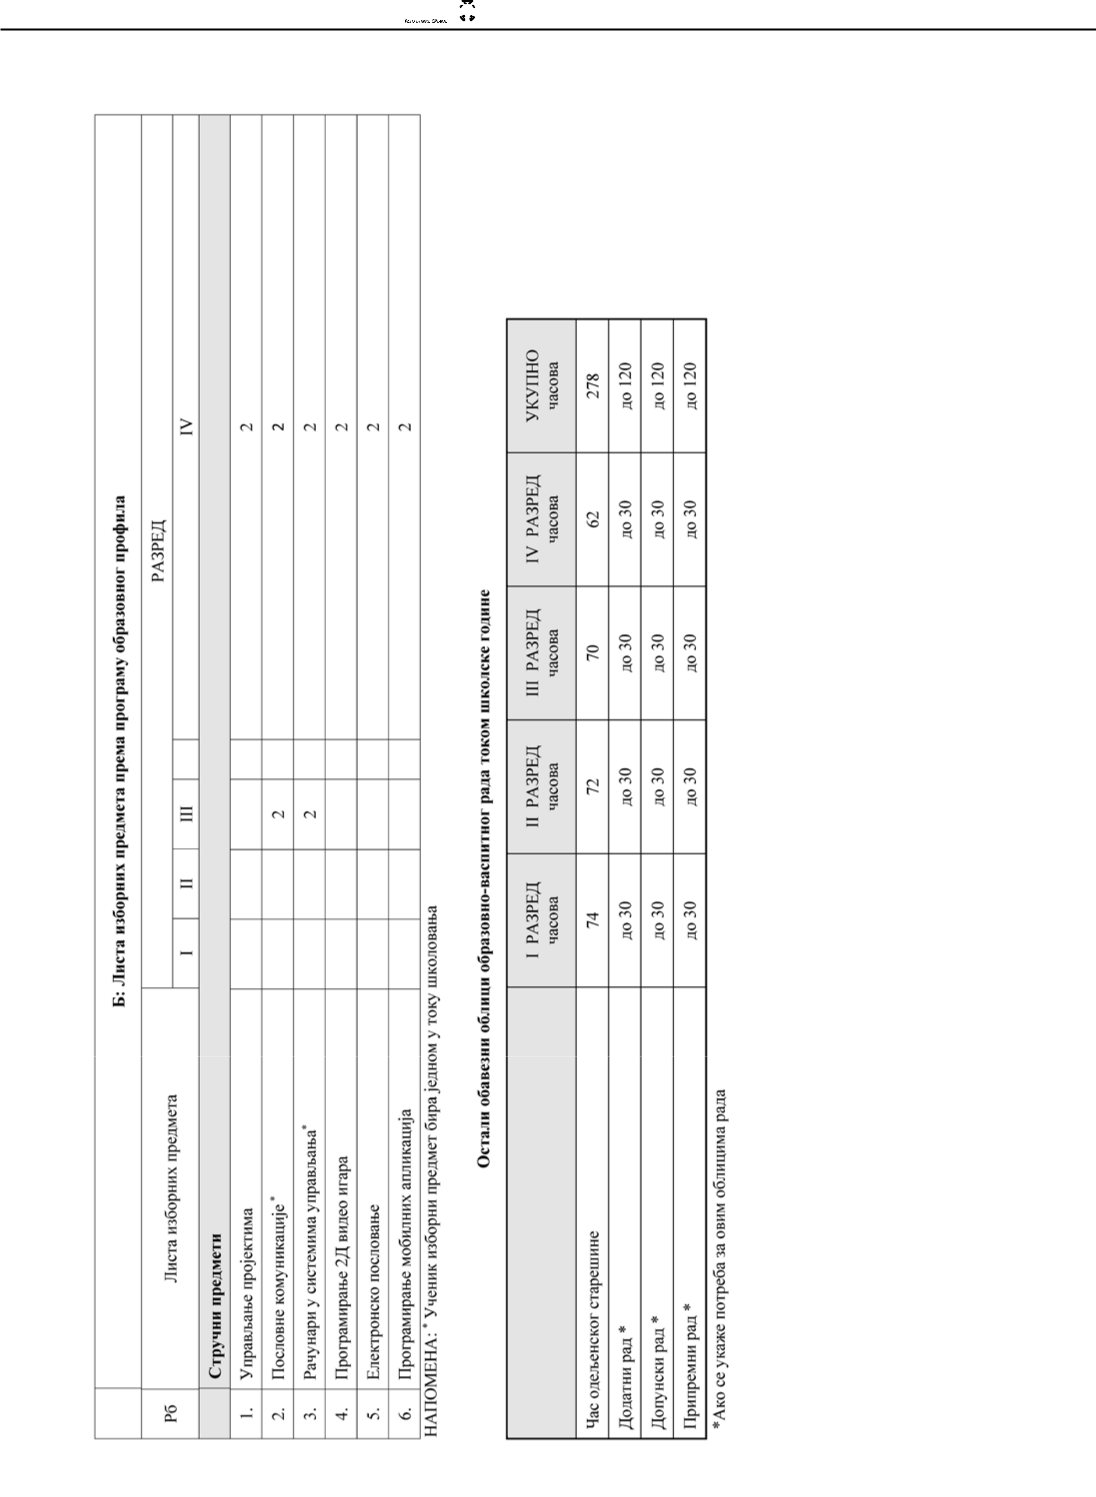 Б: Листа изборних предмета према програму образовног профила
Рб Листа изборних предмета РАЗРЕД
I II III IV
Стручни предмети
1. Управљање пројектима 2
2. Пословне комуникације * 2 2
3. Рачунари у системима управљања* 2 2
4. Програмирање 2Д видео игара 2
5. Електронско пословање 2
6. Програмирање мобилних апликација 2
НАПОМЕНА: * Ученик изборни предмет бира једном у току школовања
Остали обавезни облици образовно-васпитног рада током школске године
I РАЗРЕД II РАЗРЕД III РАЗРЕД IV РАЗРЕД УКУПНО
часова часова часова часова часова
Час одељенског старешине 74 72 70 62 278
Додатни рад * до 30 до 30 до 30 до 30 до 120
Допунски рад * до 30 до 30 до 30 до 30 до 120
Припремни рад * до 30 до 30 до 30 до 30 до 120
*Ако се укаже потреба за овим облицима рада